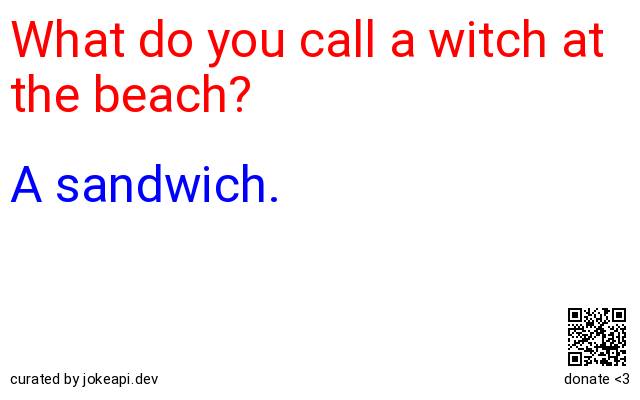 What do you call a witch at
the beach?
A sandwich.
curated by jokeapi.dev
donate <3